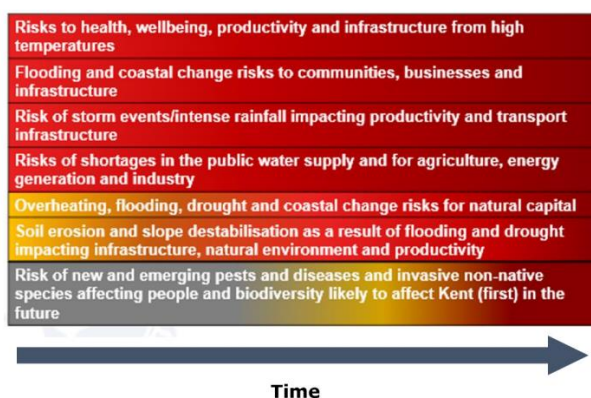 Risks to health, wellbeing, productivity and infrastructure from high
temperatures
Flooding and coastal change risks to communities, businesses and
infrastructure
Risk of storm events/intense rainfall impacting productivity and transport
infrastructure
Risks of shortages in the public water supply and for agriculture, energy
generation and industry
Overheating, flooding, drought and coastal change risks for natural capital
Soil erosion and slope destabilisation as a result of flooding and drought
impacting infrastructure, natural environment and productivity
Risk of new and emerging pests and diseases and invasive non-native
species affecting people and biodiversity likely to affect Kent (first) in the
future
Time